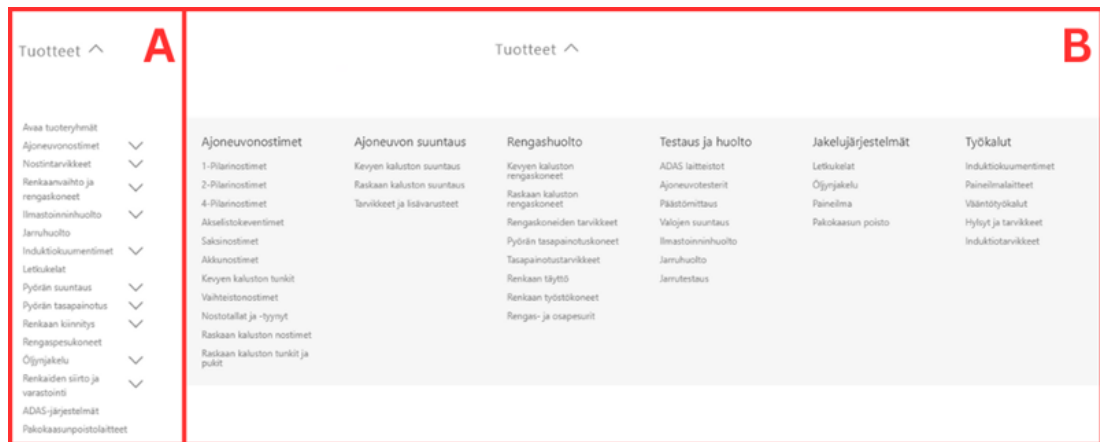 Tuotteet
A
Avaa tuoteryhmät
Ajoneuvonostimet
Nostintarvikkeet
Renkaanvaihto ja
rengaskoneet
Ilmastoinninhuolto
Jarruhuolto
Induktiokuumentimet
Letkukelat
Pyörän suuntaus
Pyörän tasapainotus
Renkaan kiinnitys
Rengaspesukoneet
Öljynjakelu
Renkaiden siirto ja
varastointi
ADAS-järjestelmät
Pakokaasunpoistolaitteet
Tuotteet
B
Ajoneuvonostimet
1-Pilarinostimet
2-Pilarinostimet
4-Pilarinostimet
Akselistokeventimet
Saksinostimet
Akkunostimet
Kevyen kaluston tunkit
Vaihteistonostimet
Nostotallat ja -tyynyt
Raskaan kaluston nostimet
Raskaan kaluston tunkit ja
pukit
Ajoneuvon suuntaus
Kevyen kaluston suuntaus
Raskaan kaluston suuntaus
Tarvikkeet ja lisävarusteet
Rengashuolto
Kevyen kaluston
rengaskoneet
Raskaan kaluston
rengaskoneet
Rengaskoneiden tarvikkeet
Pyörän tasapainotuskoneet
Tasapainotustarvikkeet
Renkaan täyttö
Renkaan työstökoneet
Rengas- ja osapesurit
Testaus ja huolto
ADAS laitteistot
Ajoneuvotesterit
Päästömittaus
Valojen suuntaus
Ilmastoinninhuolto
Jarruhuolto
Jarrutestaus
Jakelujärjestelmät
Letkukelat
Öljynjakelu
Paineilma
Pakokaasun poisto
Työkalut
Induktiokuumentimet
Paineilmalaitteet
Vääntötyökalut
Hylsyt ja tarvikkeet
Induktiotarvikkeet